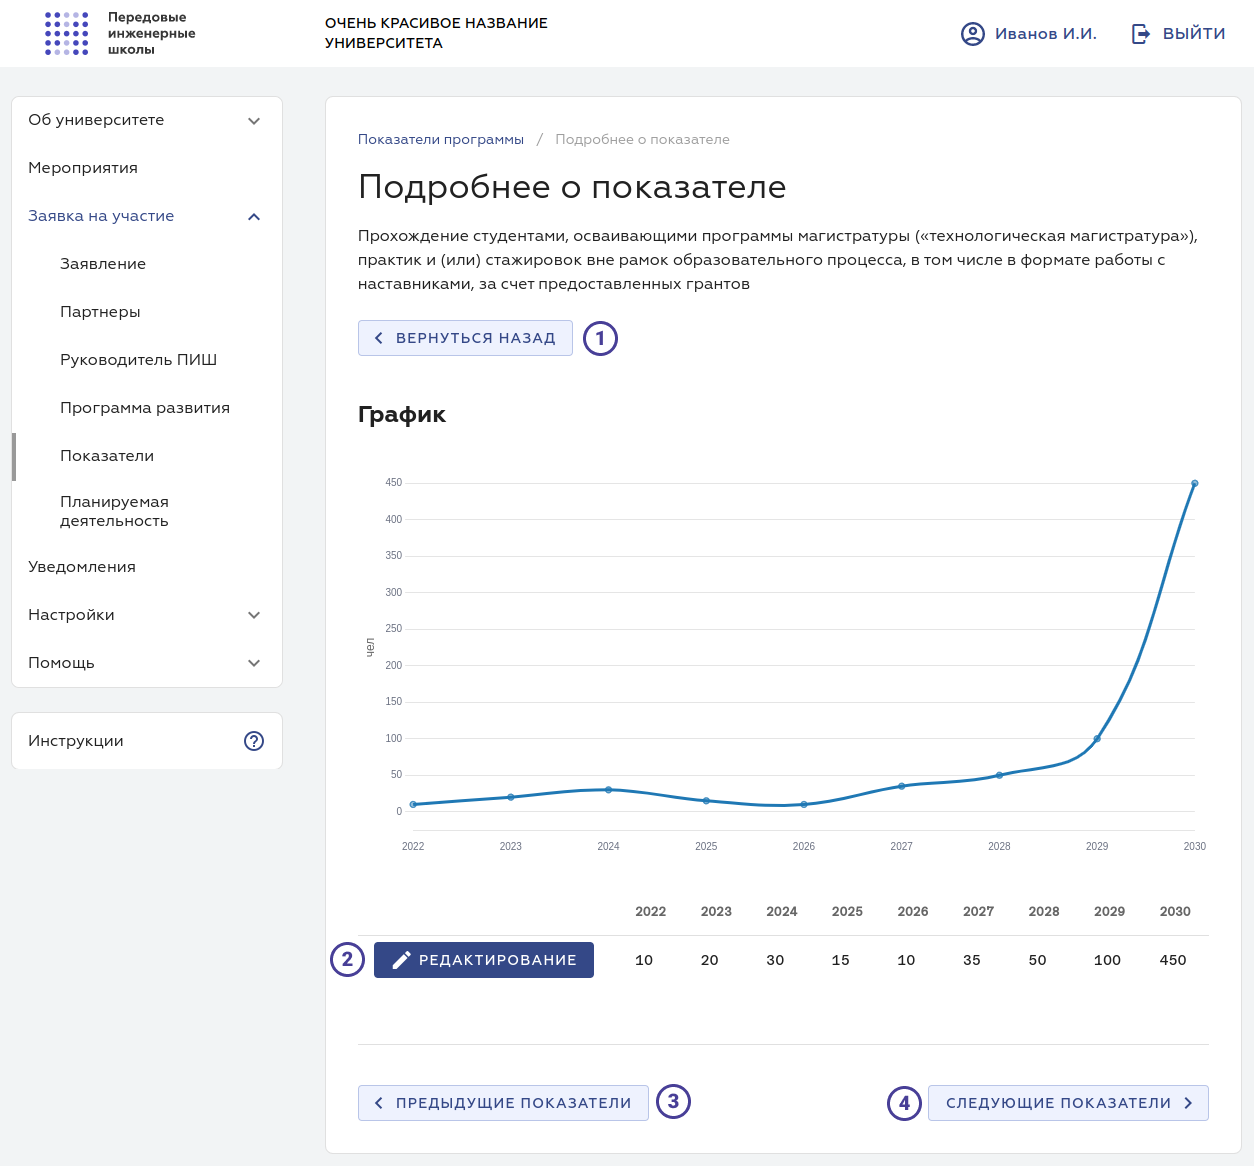 Передовые
инженерные
школы
ОЧЕНЬ КРАСИВОЕ НАЗВАНИЕ
УНИВЕРСИТЕТА
Иванов И.И.
ВЫЙТИ
Об университете
Мероприятия
Заявка на участие
Заявление
Партнеры
Руководитель ПИШ
Программа развития
Показатели
Планируемая
деятельность
Уведомления
Настройки
Помощь
Инструкции
?
Показатели программы / Подробнее о показателе
Подробнее о показателе
Прохождение студентами, осваивающими программы магистратуры («технологическая магистратура»),
практик и (или) стажировок вне рамок образовательного процесса, в том числе в формате работы с
наставниками, за счет предоставленных грантов
ВЕРНУТЬСЯ НАЗАД 1
График
450
400
350
300
250
200
150
100
50
0
чел
2022 2023 2024 2025 2026 2027 2028 2029 2030
2022 2023 2024 2025 2026 2027 2028 2029 2030
2 РЕДАКТИРОВАНИЕ 10 20 30 15 10 35 50 100 450
ПРЕДЫДУЩИЕ ПОКАЗАТЕЛИ 3
4 СЛЕДУЮЩИЕ ПОКАЗАТЕЛИ